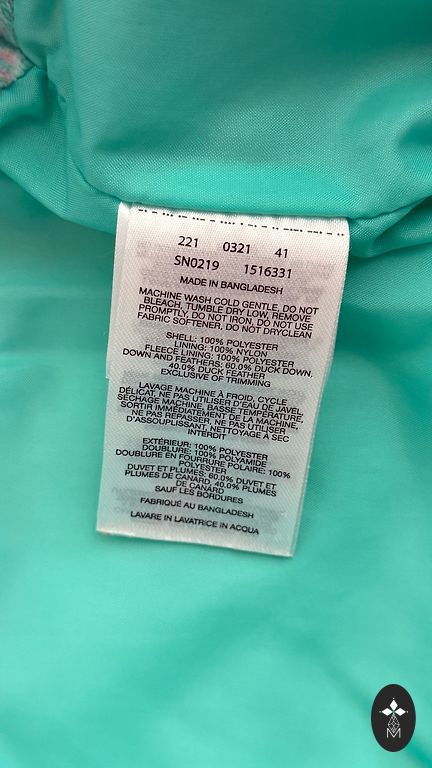 221 0321 41
SN0219 1516331
MADE IN BANGLADESH
MACHINE WASH COLD GENTLE, DO NOT
BLEACH, TUMBLE DRY LOW, REMOVE
PROMPTLY, DO NOT IRON, DO NOT USE
FABRIC SOFTENER, DO NOT DRYCLEAN
SHELL: 100% POLYESTER
LINING: 100% NYLON
FLEECE LINING: 100% POLYESTER
DOWN AND FEATHERS: 60.0% DUCK DOWN,
40.0% DUCK FEATHER
EXCLUSIVE OF TRIMMING
LAVAGE MACHINE À FROID, CYCLE
DÉLICAT, NE PAS UTILISER D'EAU DE JAVEL,
SÉCHAGE MACHINE, BASSE TEMPÉRATURE,
SORTIR IMMÉDIATEMENT DE LA MACHINE,
NE PAS REPASSER, NE PAS UTILISER
D'ASSOUPLISSANT, NETTOYAGE A SEC
INTERDIT
EXTÉRIEUR: 100% POLYESTER
DOUBLURE: 100% POLYAMIDE
DOUBLURE EN FOURRURE POLAIRE: 100%
POLYESTER
DUVET ET PLUMES: 60.0% DUVET ET
PLUMES DE CANARD, 40.0% PLUMES
DE CANARD
SAUF LES BORDURES
FABRIQUÉ AU BANGLADESH
LAVARE IN LAVATRICE IN ACQUA
M